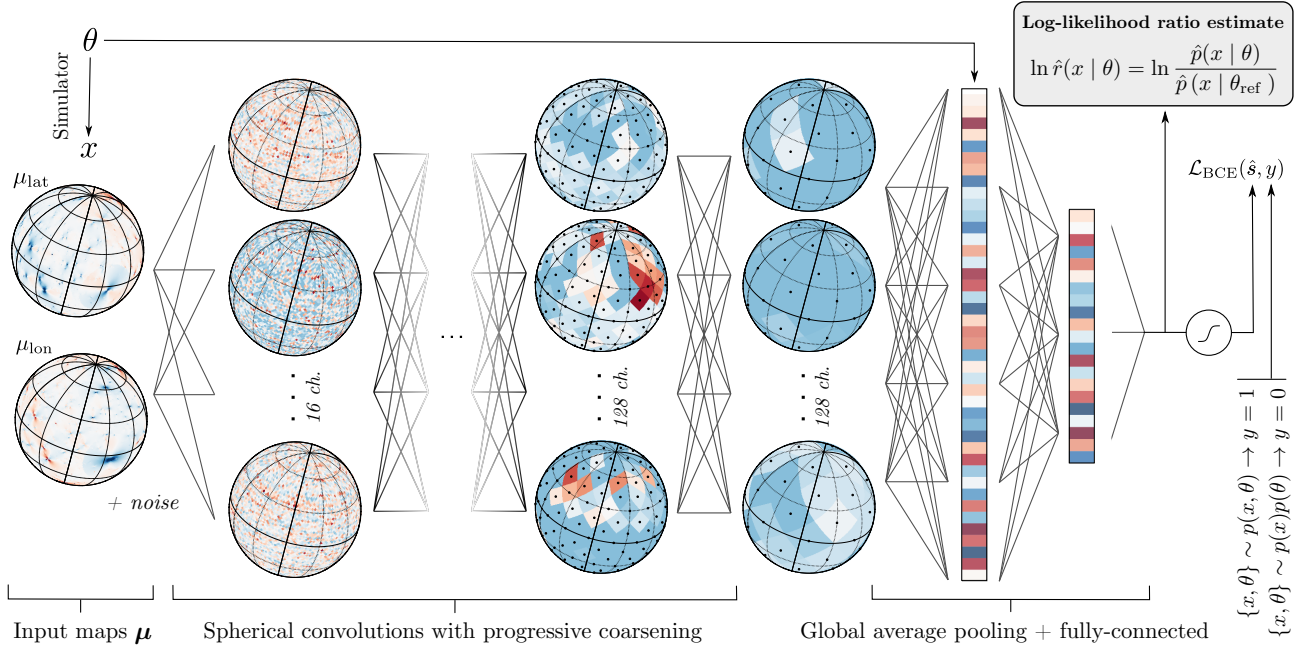 Log-likelihood ratio estimate
ln r̂(x | θ) = ln p̂(x | θ) / p̂ (x | θ_ref )
θ
Simulator
x
μ_lat
μ_lon
+ noise
16 ch.
...
128 ch.
128 ch.
ℒ_BCE(ŝ, y)
{x, θ} ∼ p(x, θ) → y = 1
{x, θ} ∼ p(x)p(θ) → y = 0
Input maps μ
Spherical convolutions with progressive coarsening
Global average pooling + fully-connected